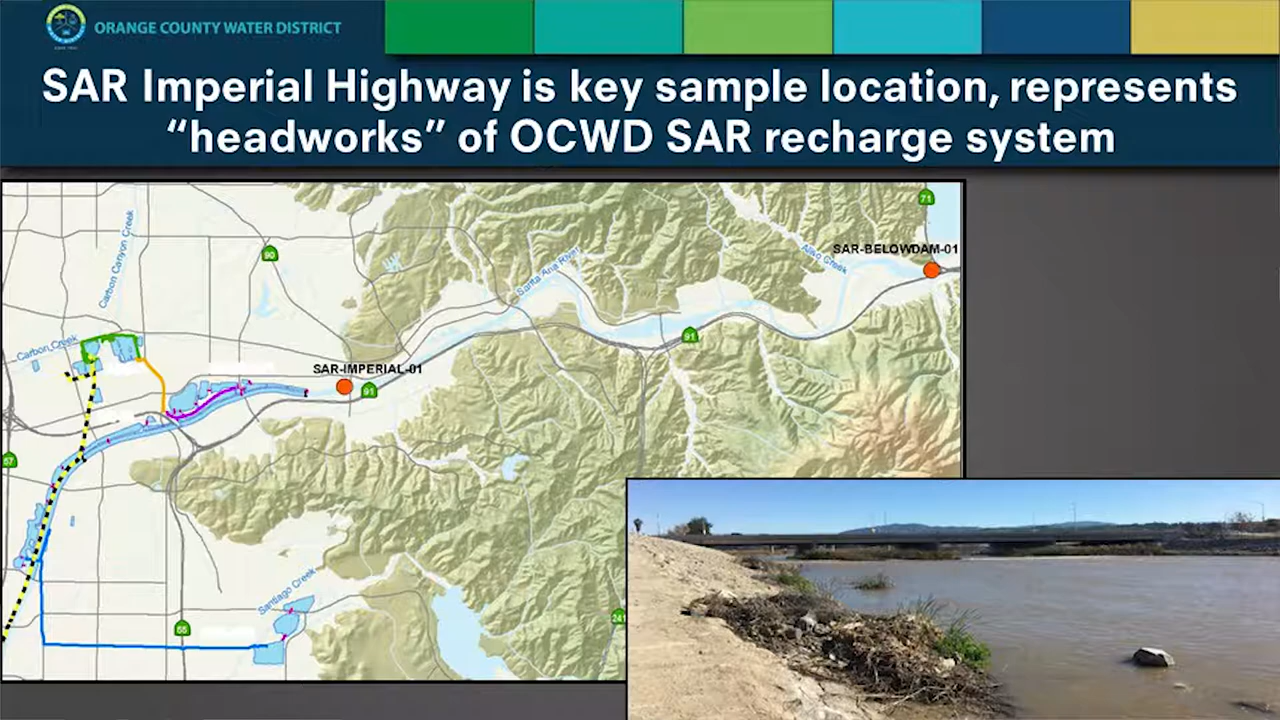 ORANGE COUNTY WATER DISTRICT
SAR Imperial Highway is key sample location, represents
“headworks” of OCWD SAR recharge system
71
SAR-BELOWDAM-01
Carbon Canyon Creek
90
Santa Ana River
Aliso Creek
91
Carbon Creek
SAR-IMPERIAL-01
91
57
Santiago Creek
55
241